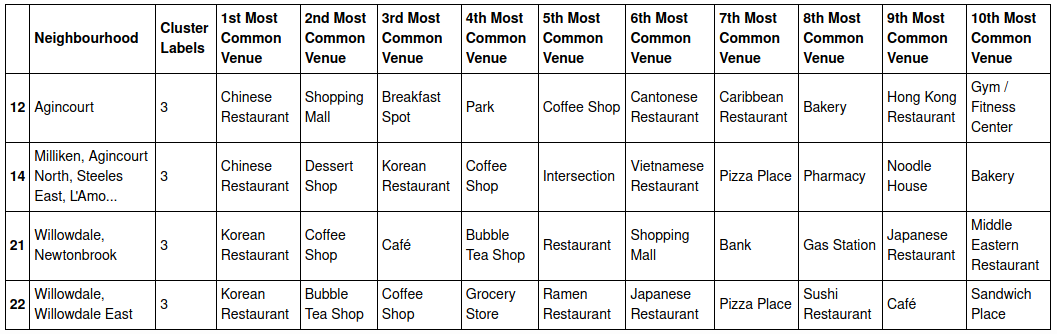 Neighbourhood Cluster Labels 1st Most Common Venue 2nd Most Common Venue 3rd Most Common Venue 4th Most Common Venue 5th Most Common Venue 6th Most Common Venue 7th Most Common Venue 8th Most Common Venue 9th Most Common Venue 10th Most Common Venue
12 Agincourt 3 Chinese Restaurant Shopping Mall Breakfast Spot Park Coffee Shop Cantonese Restaurant Caribbean Restaurant Bakery Hong Kong Restaurant Gym / Fitness Center
14 Milliken, Agincourt North, Steeles East, L'Amo... 3 Chinese Restaurant Dessert Shop Korean Restaurant Coffee Shop Intersection Vietnamese Restaurant Pizza Place Pharmacy Noodle House Bakery
21 Willowdale, Newtonbrook 3 Korean Restaurant Coffee Shop Café Bubble Tea Shop Restaurant Shopping Mall Bank Gas Station Japanese Restaurant Middle Eastern Restaurant
22 Willowdale, Willowdale East 3 Korean Restaurant Bubble Tea Shop Coffee Shop Grocery Store Ramen Restaurant Japanese Restaurant Pizza Place Sushi Restaurant Café Sandwich Place